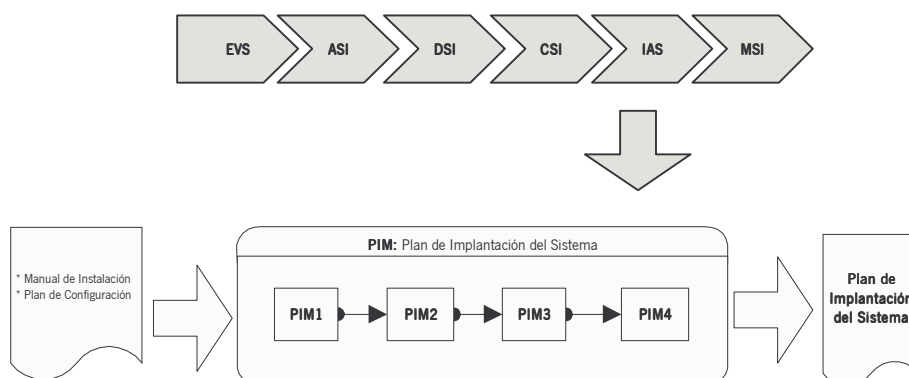 EVS ASI DSI CSI IAS MSI
* Manual de Instalación
* Plan de Configuración
PIM: Plan de Implantación del Sistema
PIM1 PIM2 PIM3 PIM4
Plan de
Implantación
del Sistema